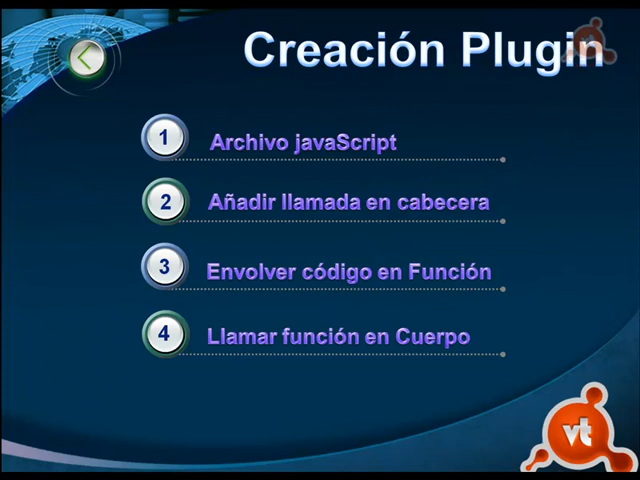 Creación Plugin
vt
1 Archivo javaScript
2 Añadir llamada en cabecera
3 Envolver código en Función
4 Llamar función en Cuerpo
vt